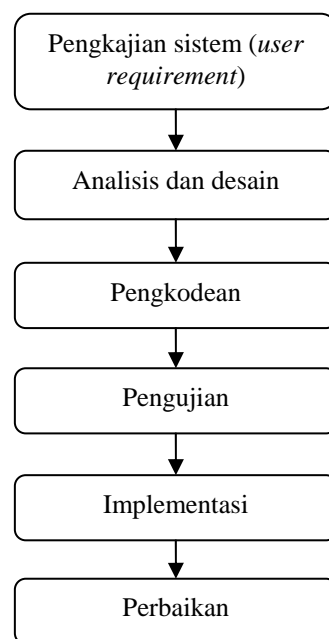 Pengkajian sistem (user
requirement)
Analisis dan desain
Pengkodean
Pengujian
Implementasi
Perbaikan